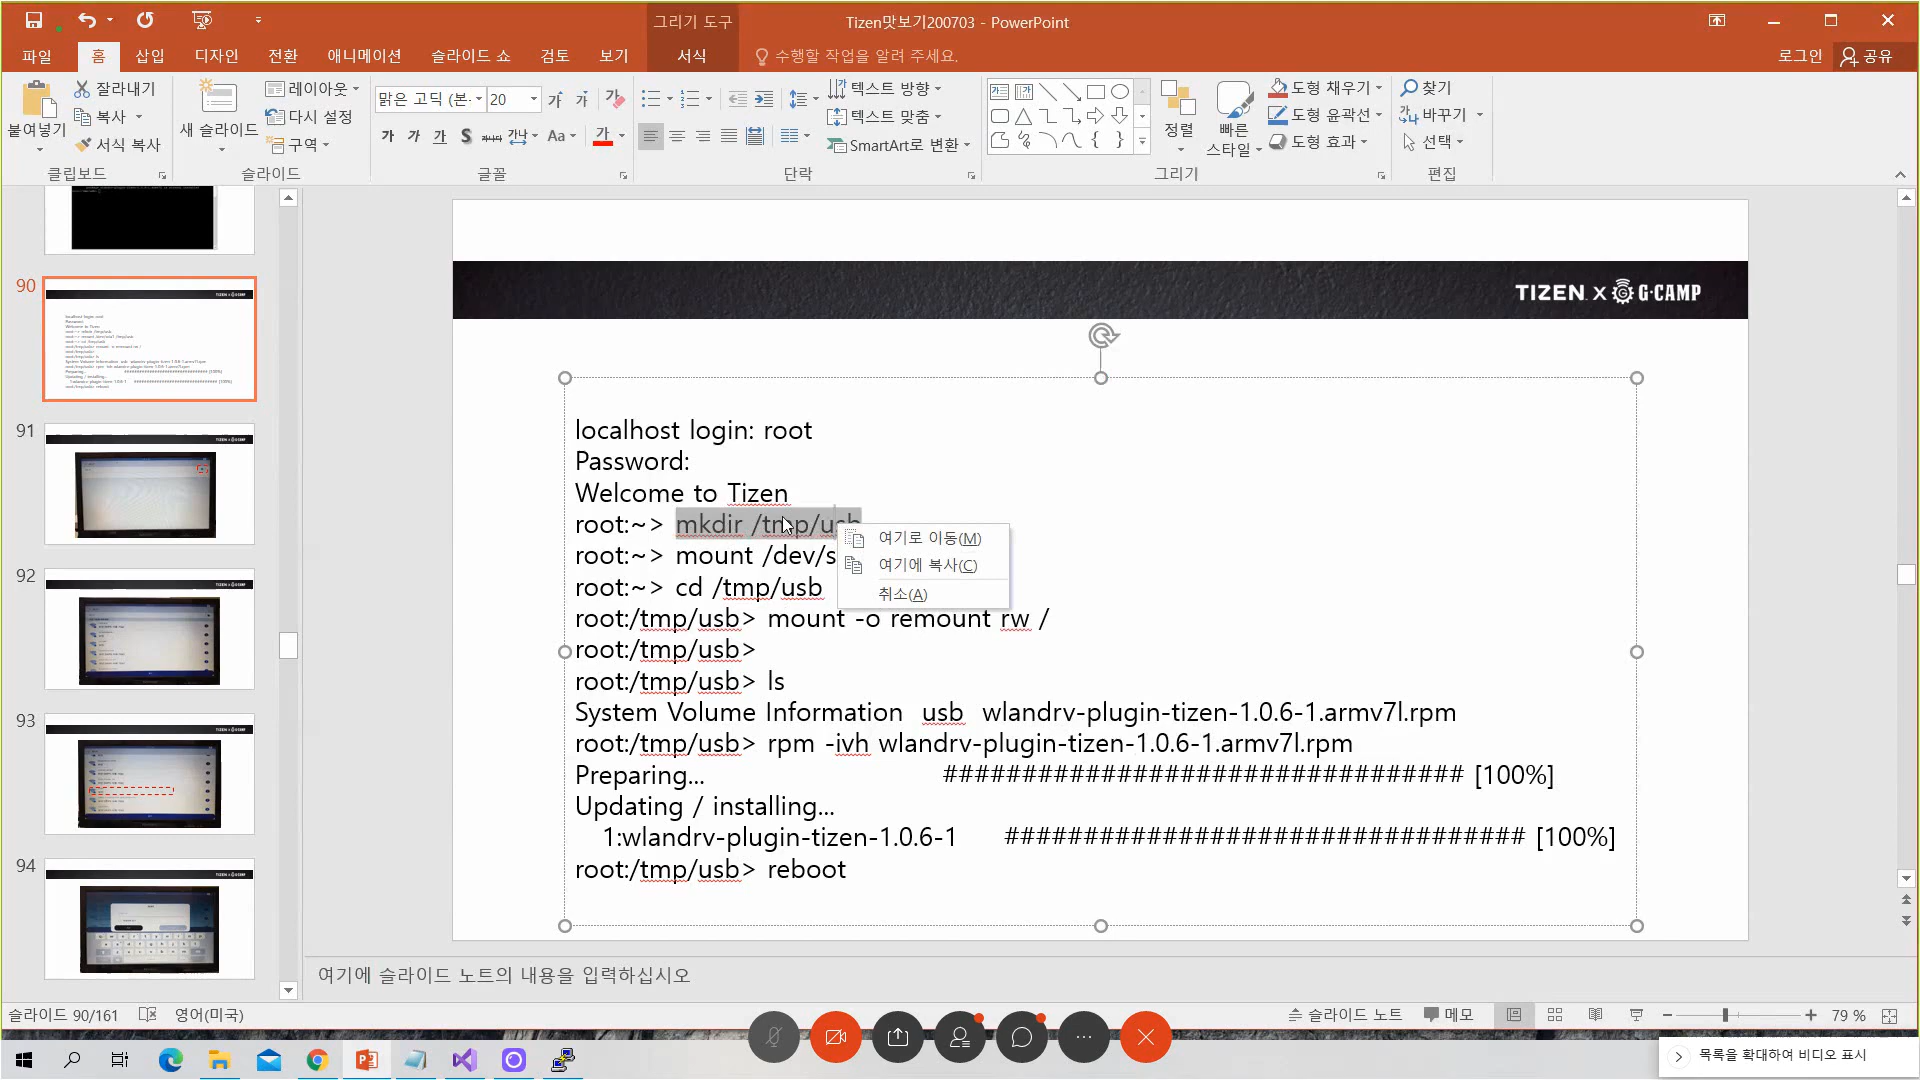 그리기 도구
Tizen맛보기200703 - PowerPoint
파일 홈 삽입 디자인 전환 애니메이션 슬라이드 쇼 검토 보기 서식 수행할 작업을 알려 주세요. 로그인 공유
붙여넣기
잘라내기
복사
서식 복사
클립보드
새 슬라이드
레이아웃
다시 설정
구역
슬라이드
맑은 고딕 (본· 20
가 가 가 S 가나 Aa 가
글꼴
텍스트 방향
텍스트 맞춤
SmartArt로 변환
단락
정렬
빠른
스타일
도형 채우기
도형 윤곽선
도형 효과
그리기
찾기
바꾸기
선택
편집
90
91
92
93
94
TIZEN X G·CAMP
localhost login: root
Password:
Welcome to Tizen
root:~> mkdir /tmp/usb
root:~> mount /dev/s
root:~> cd /tmp/usb
root:/tmp/usb> mount -o remount rw /
root:/tmp/usb>
root:/tmp/usb> ls
System Volume Information usb wlandrv-plugin-tizen-1.0.6-1.armv7l.rpm
root:/tmp/usb> rpm -ivh wlandrv-plugin-tizen-1.0.6-1.armv7l.rpm
Preparing... ################################# [100%]
Updating / installing...
1:wlandrv-plugin-tizen-1.0.6-1 ################################# [100%]
root:/tmp/usb> reboot
여기로 이동(M)
여기에 복사(C)
취소(A)
여기에 슬라이드 노트의 내용을 입력하십시오
슬라이드 90/161 영어(미국)
슬라이드 노트 메모 79 %
목록을 확대하여 비디오 표시